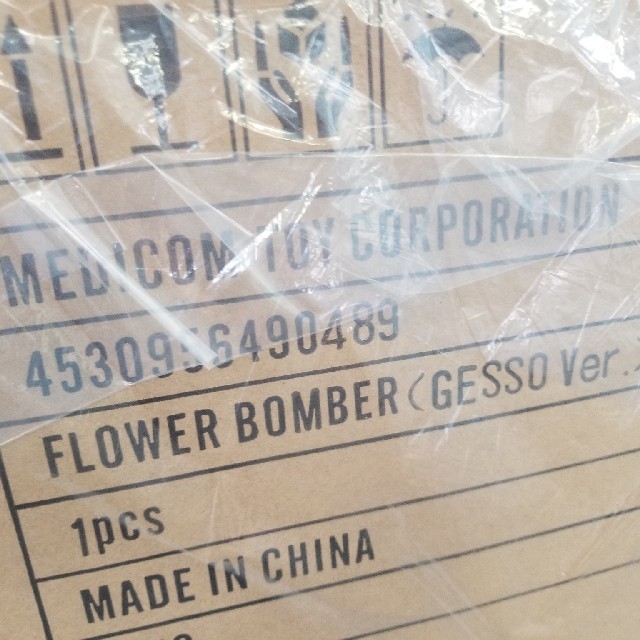 MEDICOM TOY CORPORATION
4530956490489
FLOWER BOMBER（GESSO Ver.）
1pcs
MADE IN CHINA